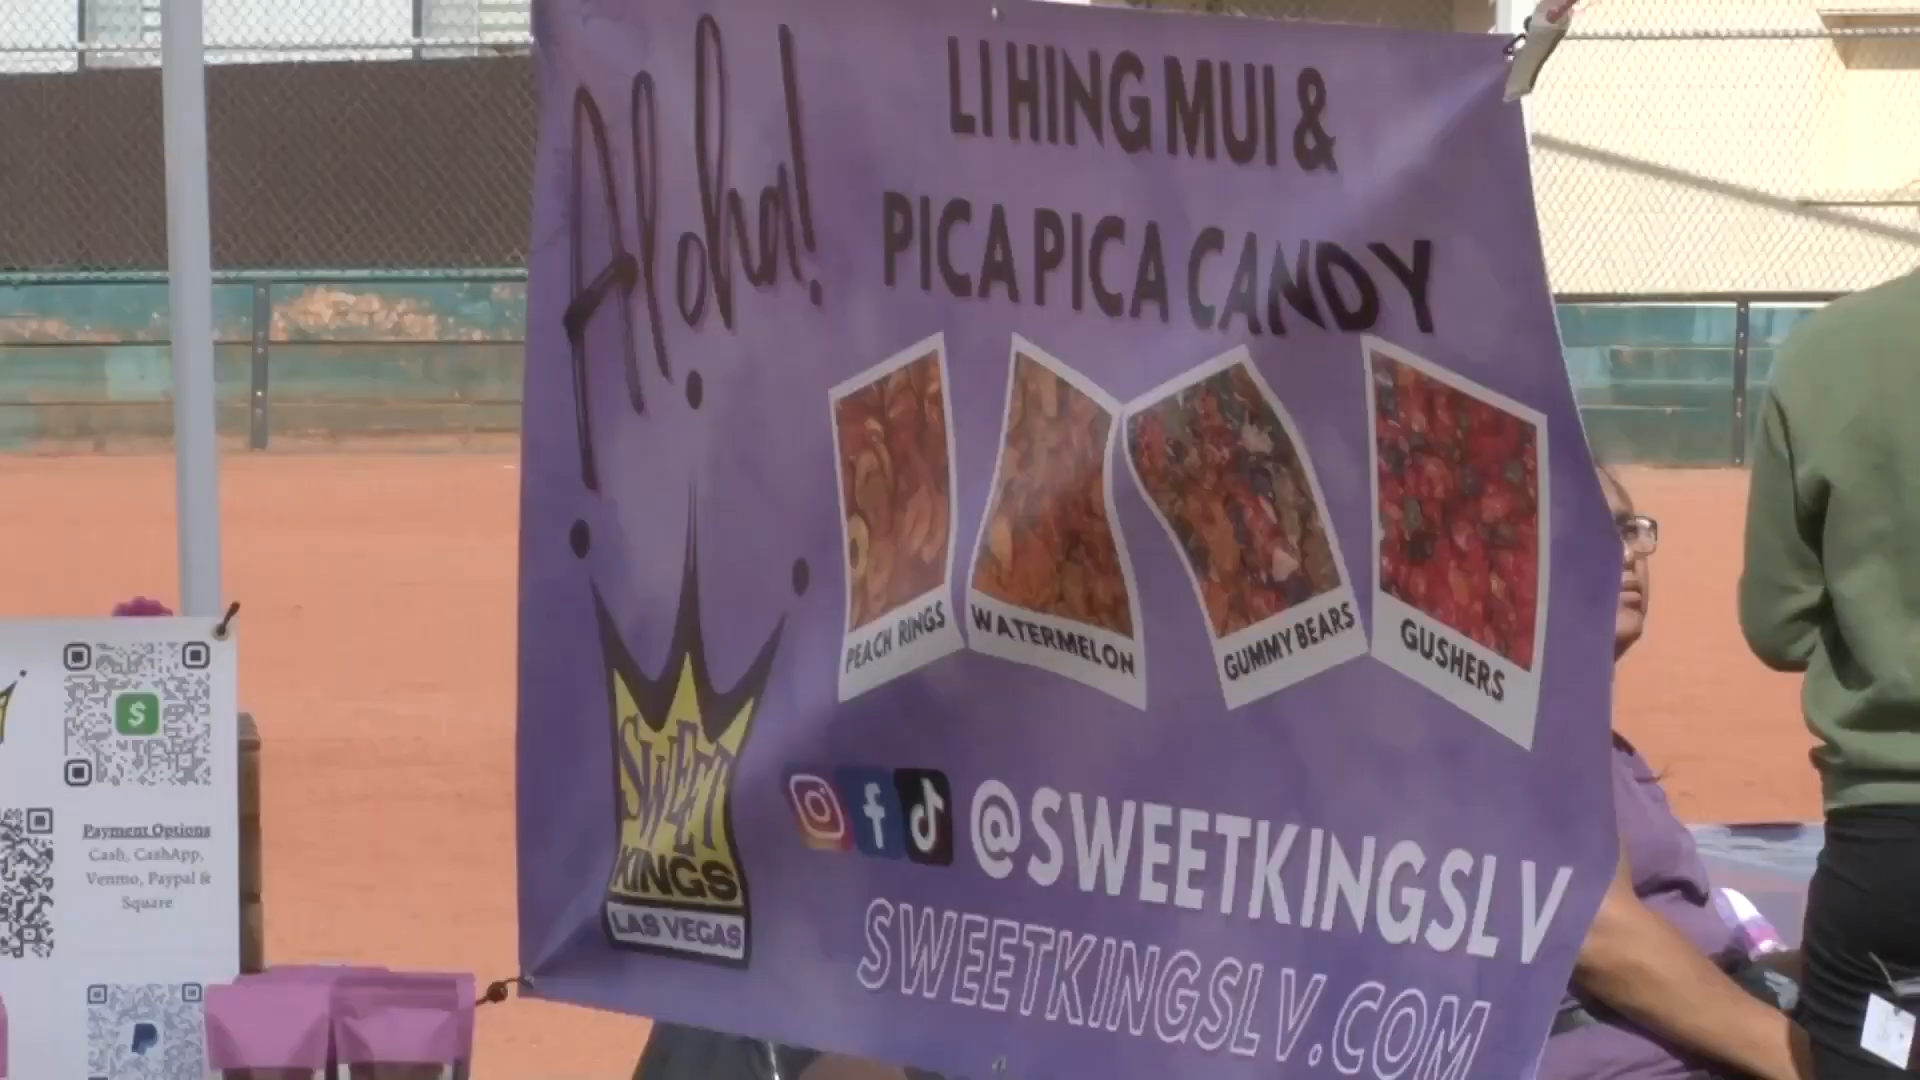 Aloha!
LI HING MUI &
PICA PICA CANDY
PEACH RINGS
WATERMELON
GUMMY BEARS
GUSHERS
SWEET
KINGS
LAS VEGAS
@SWEETKINGSLV
SWEETKINGSLV.COM
$
Payment Options
Cash, CashApp,
Venmo, Paypal &
Square